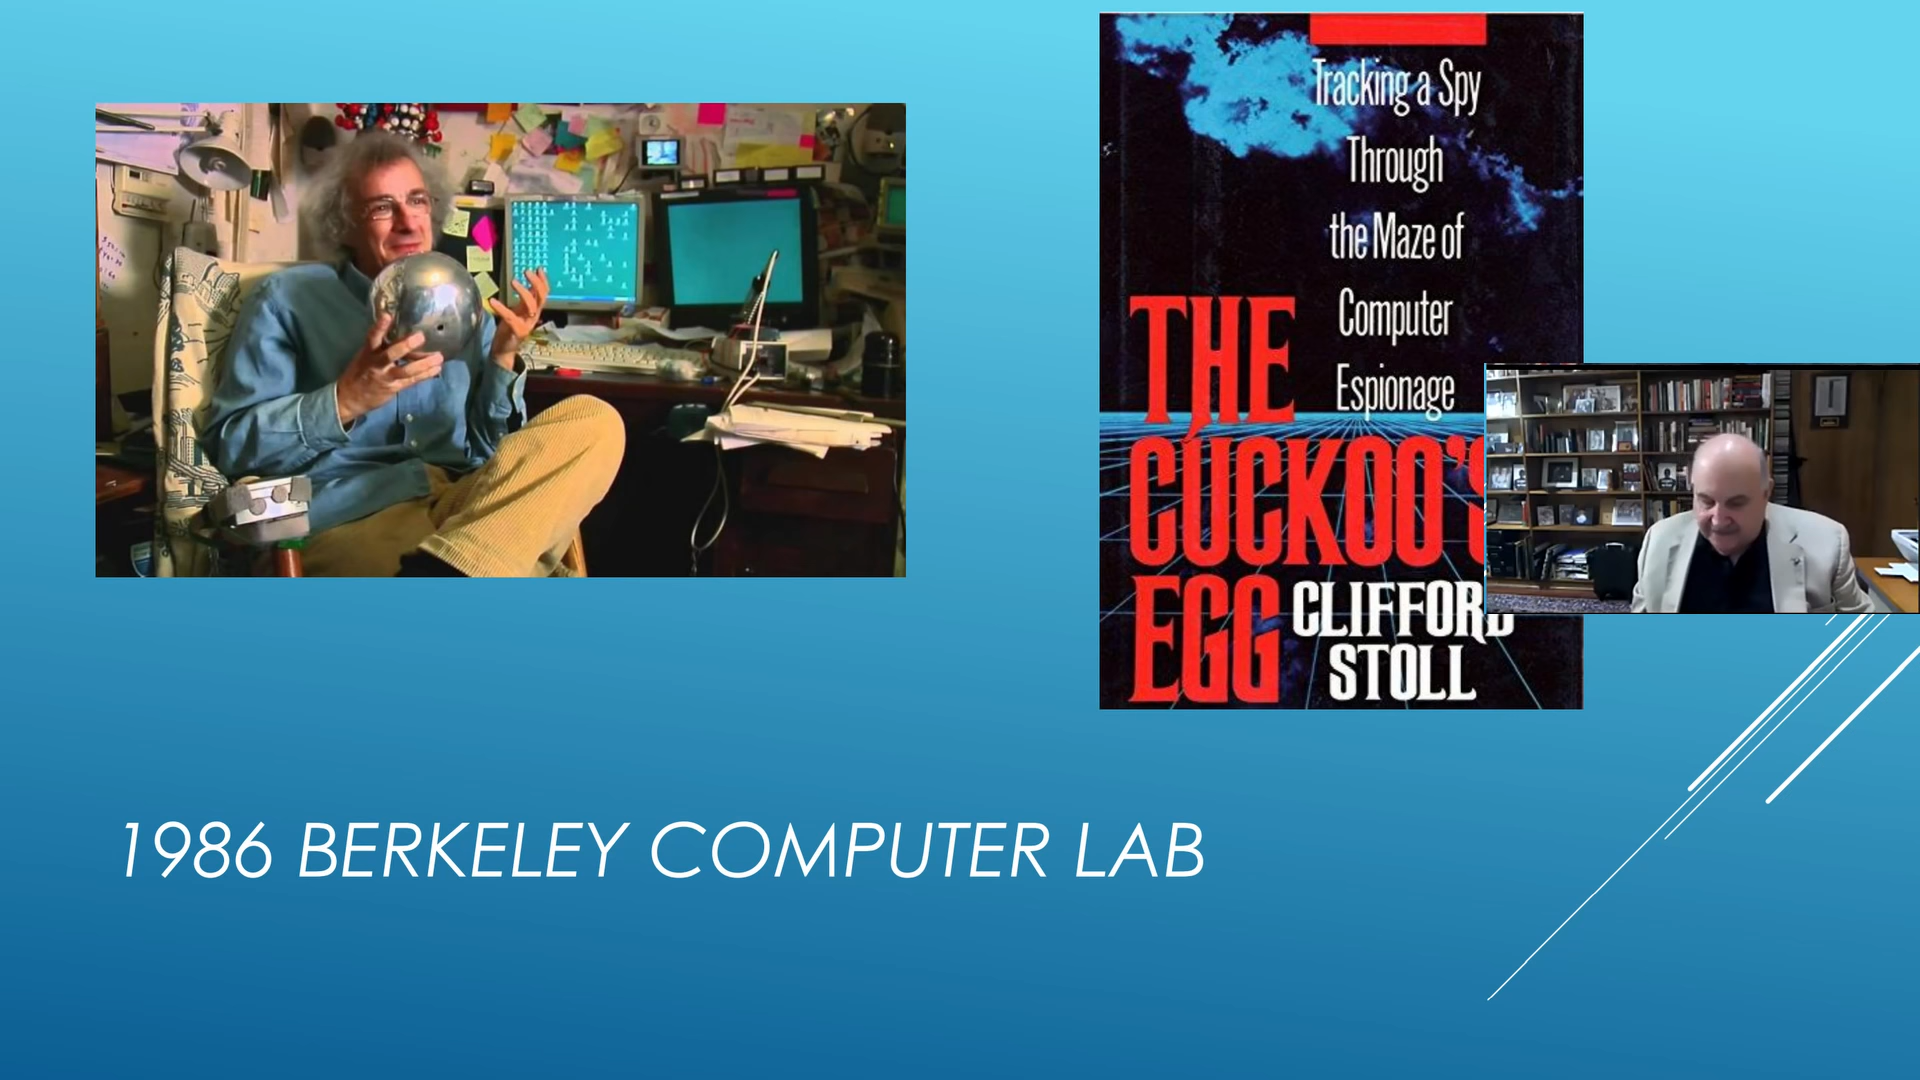 Tracking a Spy
Through
the Maze of
Computer
Espionage
THE
CUCKOO'S
EGG
CLIFFORD
STOLL
1986 BERKELEY COMPUTER LAB